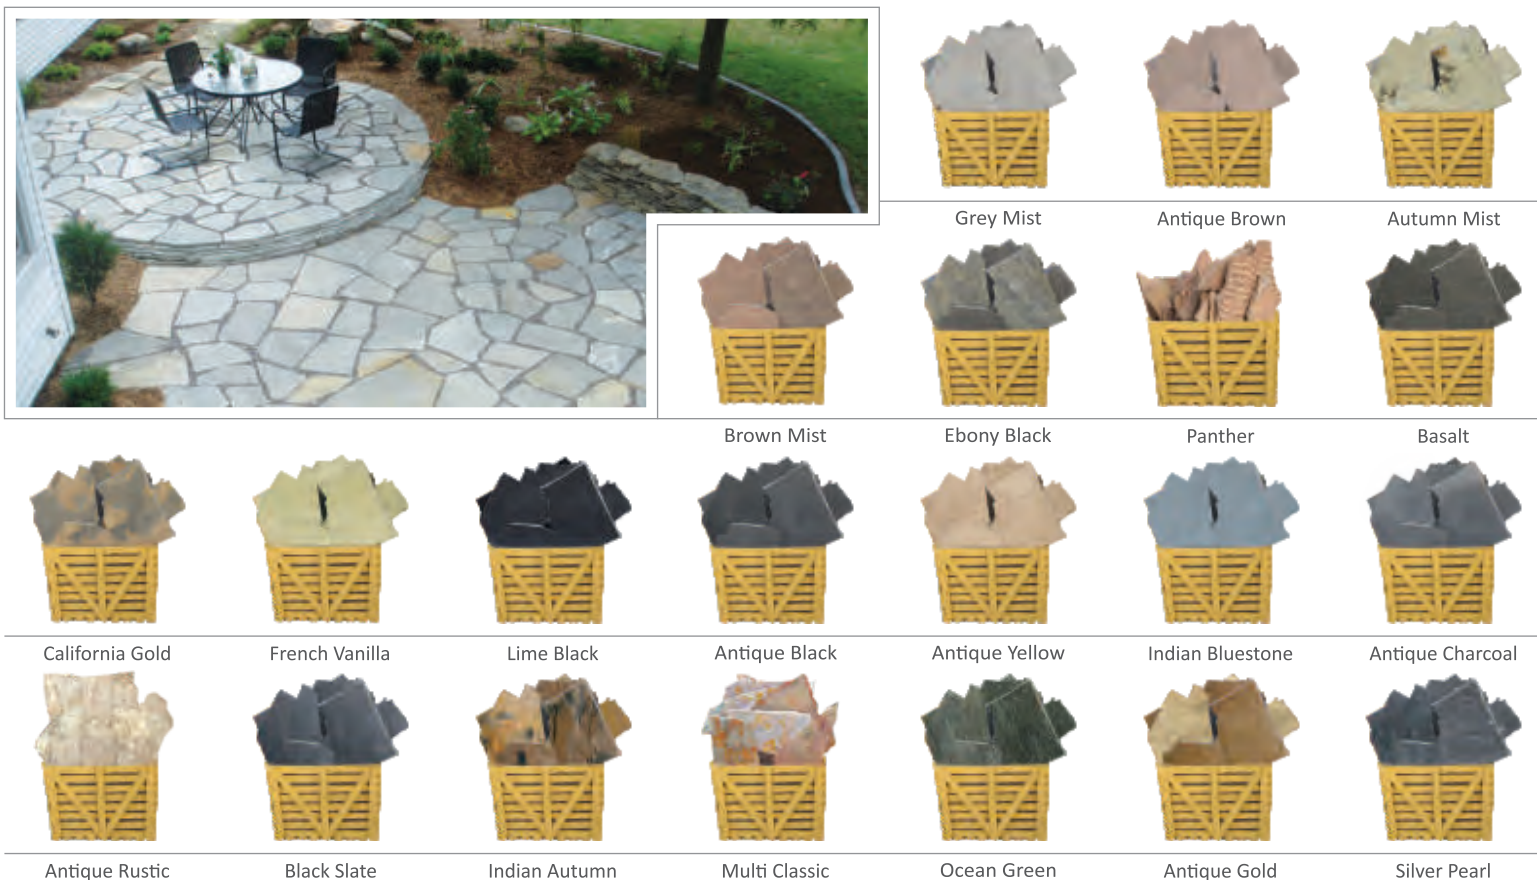 Grey Mist
Antique Brown
Autumn Mist
Brown Mist
Ebony Black
Panther
Basalt
California Gold
French Vanilla
Lime Black
Antique Black
Antique Yellow
Indian Bluestone
Antique Charcoal
Antique Rustic
Black Slate
Indian Autumn
Multi Classic
Ocean Green
Antique Gold
Silver Pearl